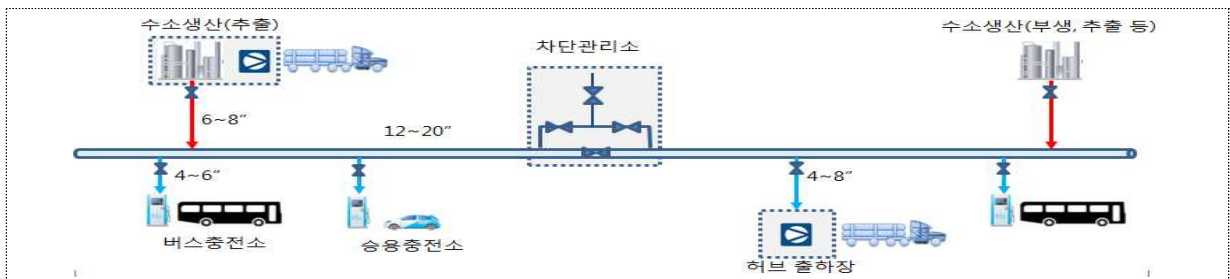 수소생산(추출)
차단관리소
수소생산(부생, 추출 등)
6~8″
12~20″
4~6″
4~8″
버스충전소
승용충전소
허브 출하장